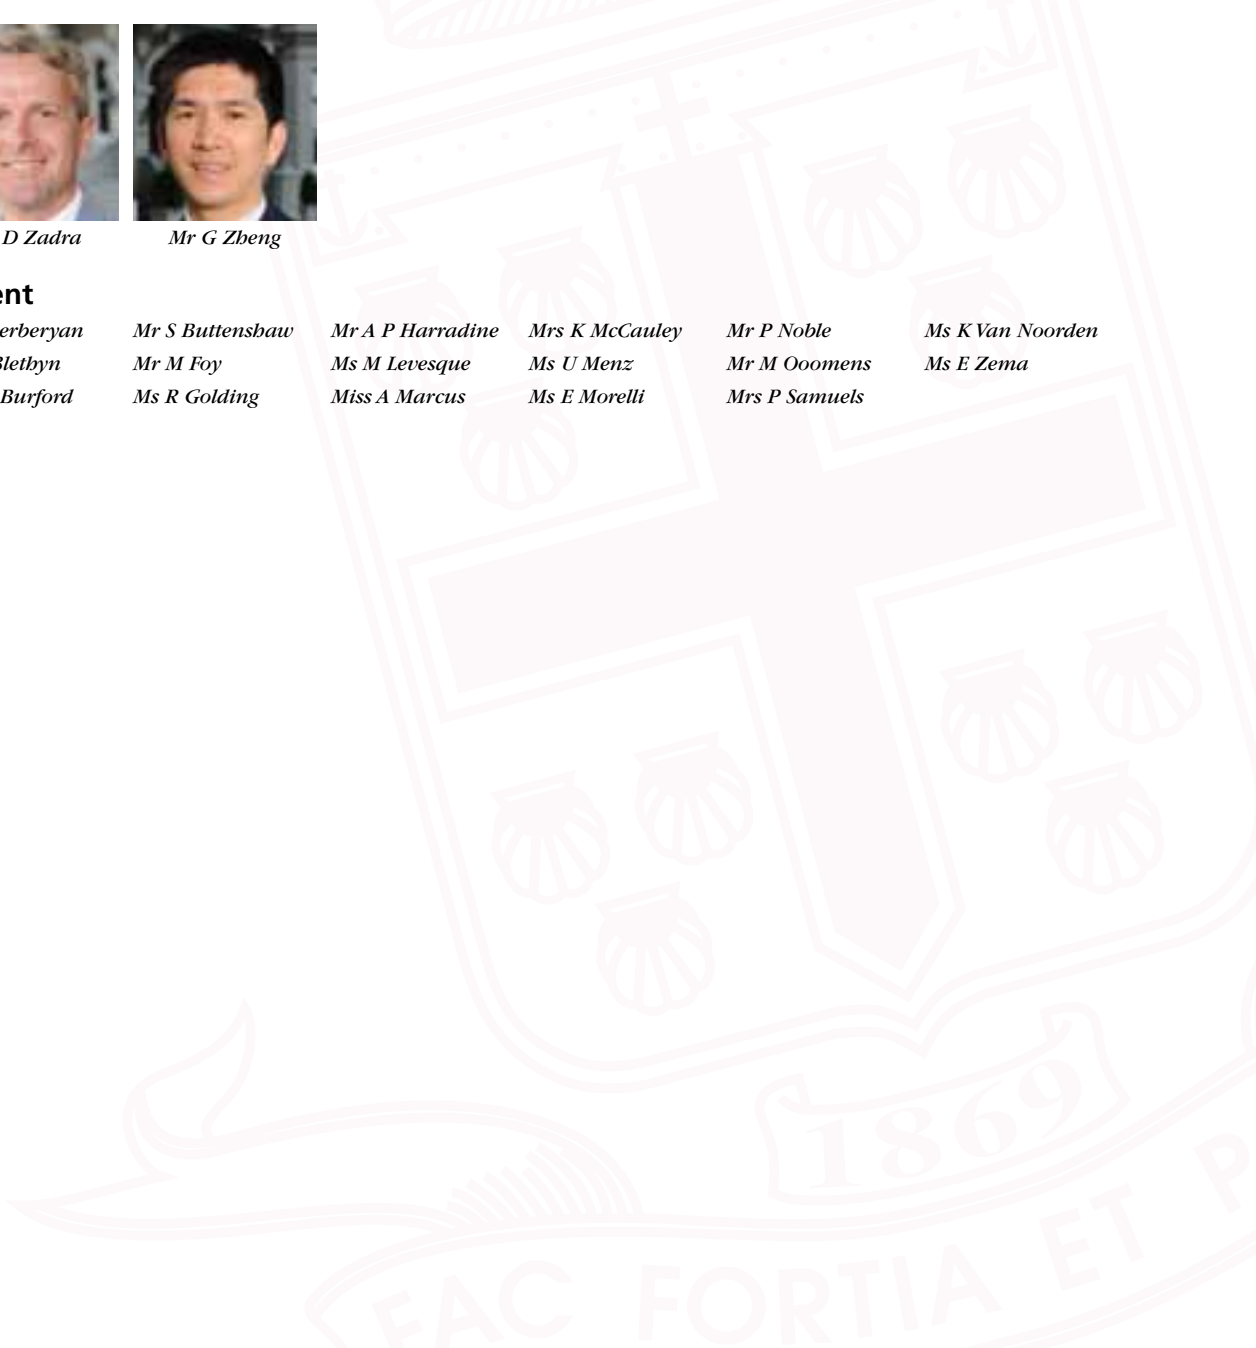 D Zadra Mr G Zheng
ent
erberyan Mr S Buttenshaw Mr A P Harradine Mrs K McCauley Mr P Noble Ms K Van Noorden
Blethyn Mr M Foy Ms M Levesque Ms U Menz Mr M Ooomens Ms E Zema
Burford Ms R Golding Miss A Marcus Ms E Morelli Mrs P Samuels
1869
FAC FORTIA ET P